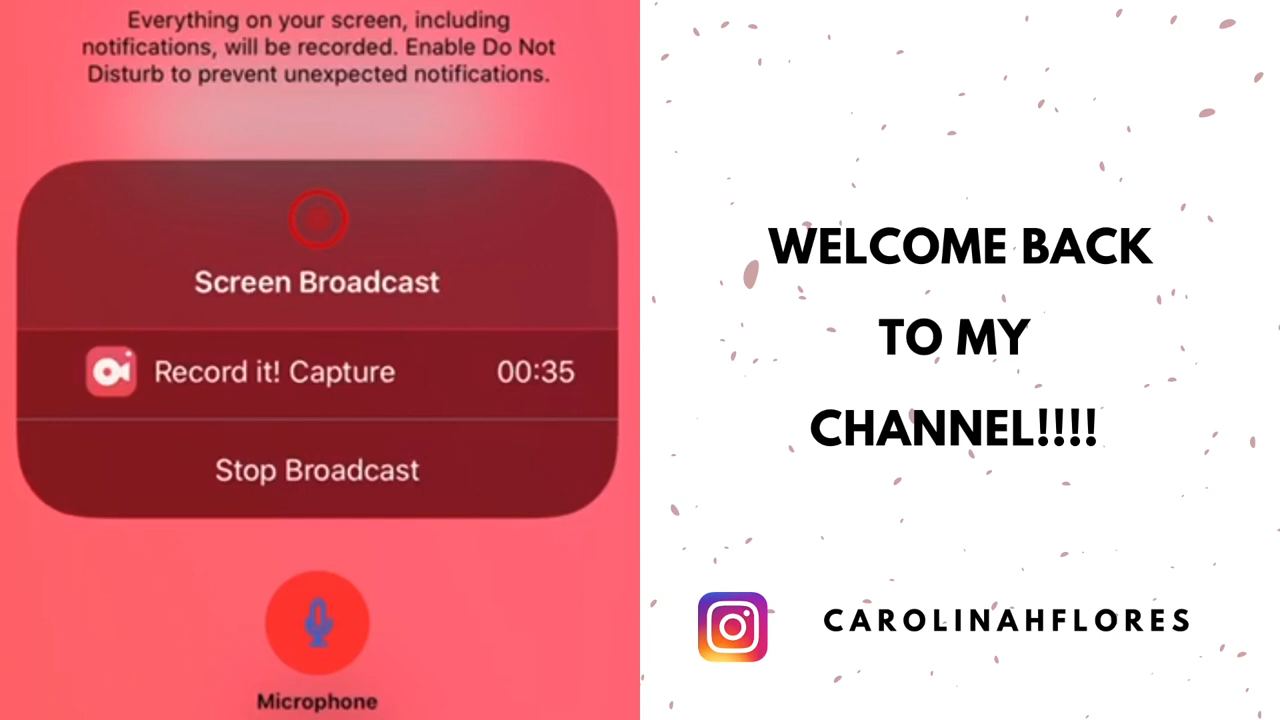 Everything on your screen, including
notifications, will be recorded. Enable Do Not
Disturb to prevent unexpected notifications.
Screen Broadcast
Record it! Capture 00:35
Stop Broadcast
Microphone
WELCOME BACK
TO MY
CHANNEL!!!!
CAROLINAHFLORES